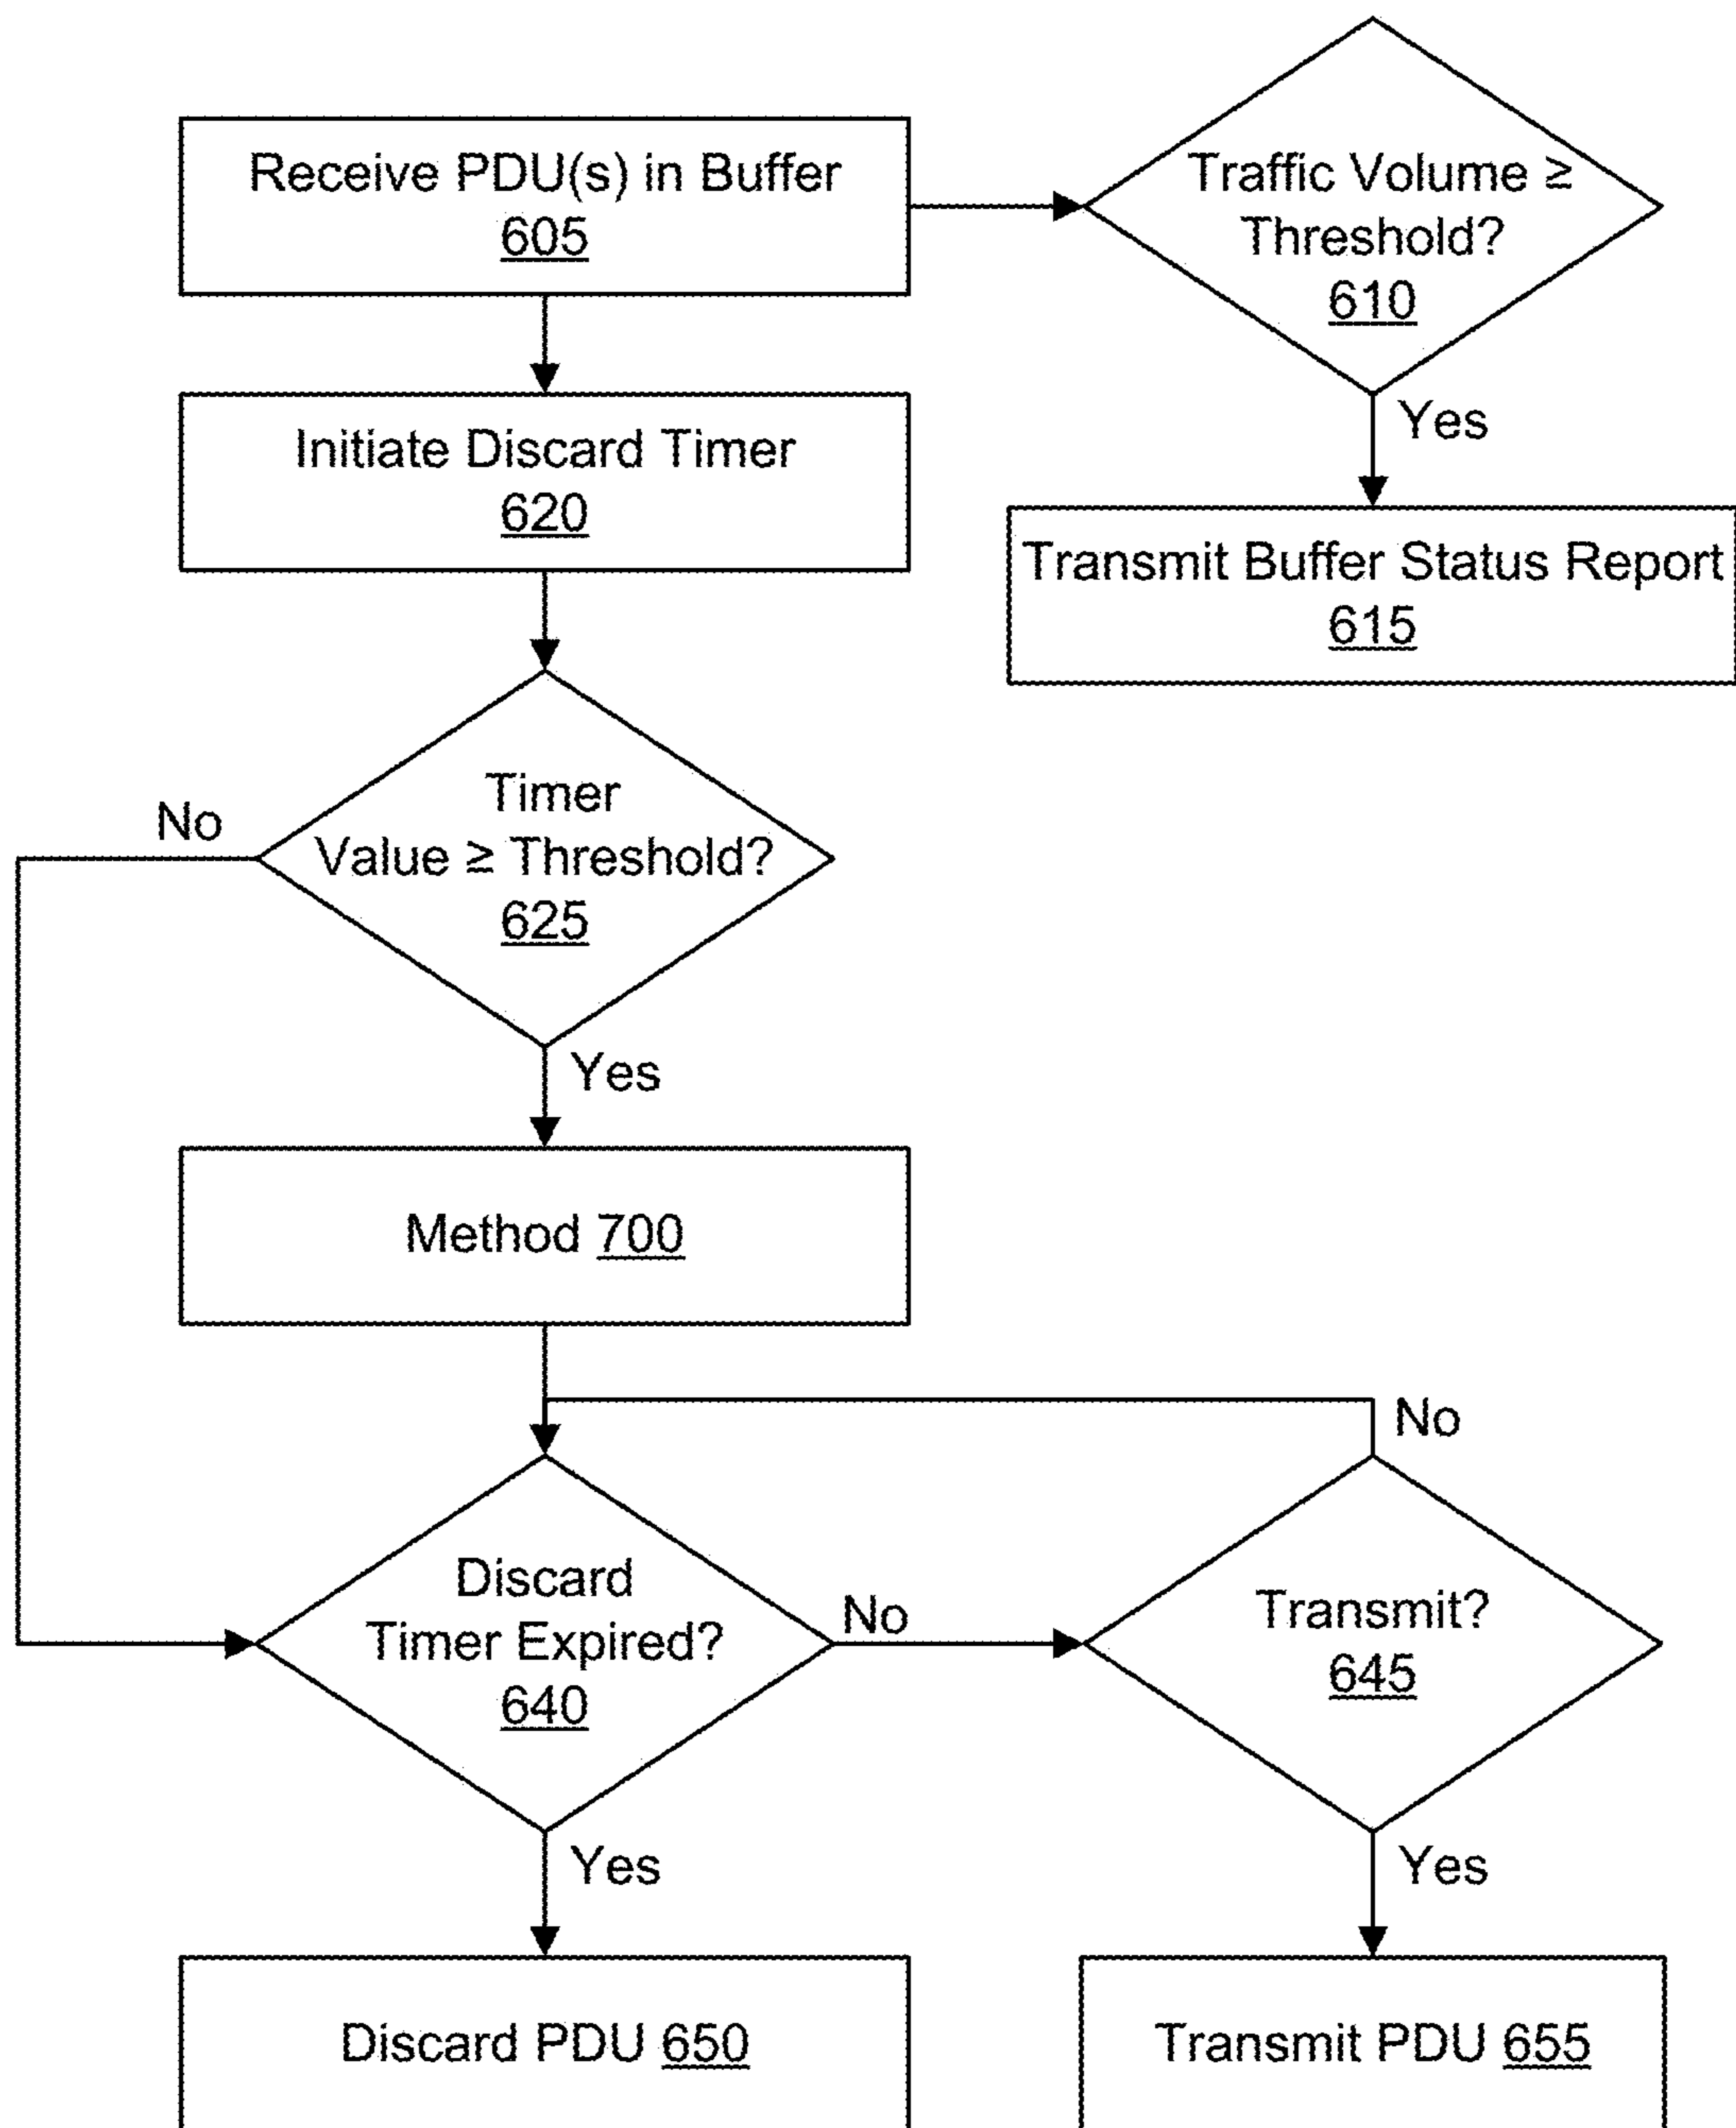 Receive PDU(s) in Buffer
605
Traffic Volume ≥
Threshold?
610
Yes
Initiate Discard Timer
620
Transmit Buffer Status Report
615
No
Timer
Value ≥ Threshold?
625
Yes
Method 700
No
Discard
Timer Expired?
640
No
Transmit?
645
Yes
Yes
Discard PDU 650
Transmit PDU 655